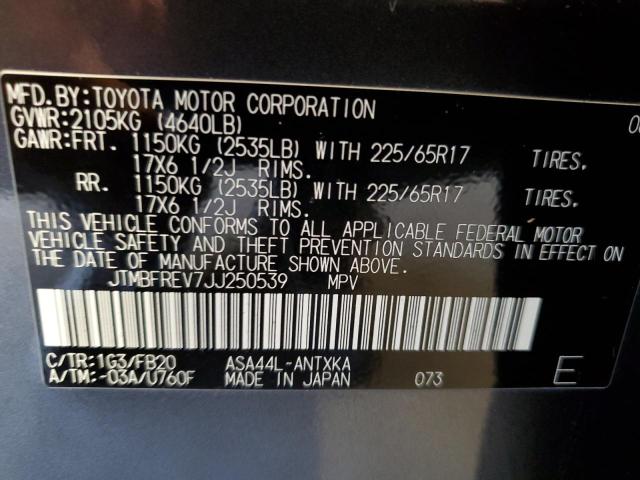 MFD.BY:TOYOTA MOTOR CORPORATION
GVWR:2105KG (4640LB)
GAWR:FRT. 1150KG (2535LB) WITH 225/65R17 TIRES.
17X6 1/2J RIMS.
RR. 1150KG (2535LB) WITH 225/65R17 TIRES.
17X6 1/2J RIMS.
THIS VEHICLE CONFORMS TO ALL APPLICABLE FEDERAL MOTOR
VEHICLE SAFETY AND THEFT PREVENTION STANDARDS IN EFFECT ON
THE DATE OF MANUFACTURE SHOWN ABOVE.
JTMBFREV7JJ250539 MPV
C/TR:1G3/FB20 ASA44L-ANTXKA
A/TM:-03A/U760F MADE IN JAPAN 073 E